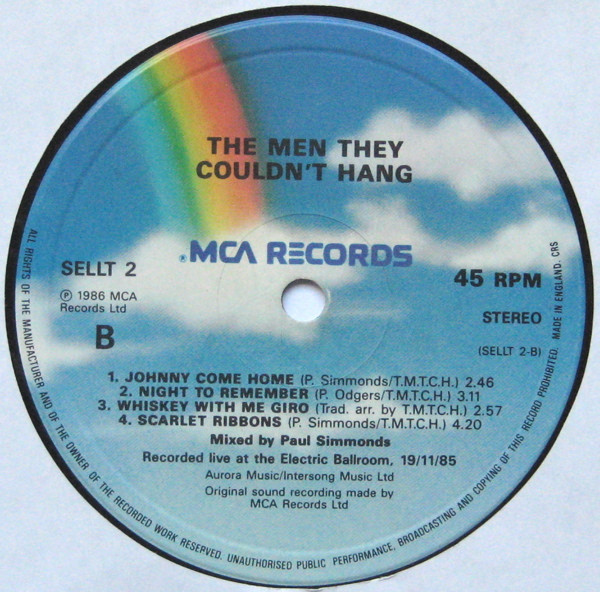 THE MEN THEY
COULDN'T HANG
® MCA RECORDS
SELLT 2
℗ 1986 MCA
Records Ltd
B
45 RPM
STEREO
(SELLT 2-B)
1. JOHNNY COME HOME (P. Simmonds/T.M.T.C.H.) 2.46
2. NIGHT TO REMEMBER (P. Odgers/T.M.T.C.H.) 3.11
3. WHISKEY WITH ME GIRO (Trad. arr. by T.M.T.C.H.) 2.57
4. SCARLET RIBBONS (P. Simmonds/T.M.T.C.H.) 4.20
Mixed by Paul Simmonds
Recorded live at the Electric Ballroom, 19/11/85
Aurora Music/Intersong Music Ltd
Original sound recording made by
MCA Records Ltd
ALL RIGHTS OF THE MANUFACTURER AND OF THE OWNER OF THE RECORDED WORK RESERVED. UNAUTHORISED PUBLIC PERFORMANCE, BROADCASTING AND COPYING OF THIS RECORD PROHIBITED. MADE IN ENGLAND. CRS